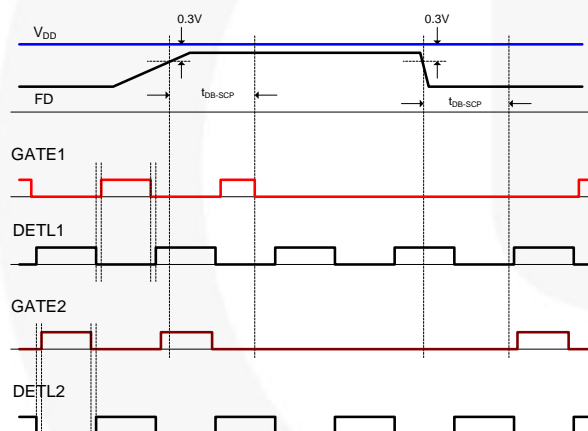 0.3V 0.3V
VDD
FD
tDB-SCP tDB-SCP
GATE1
DETL1
GATE2
DETL2